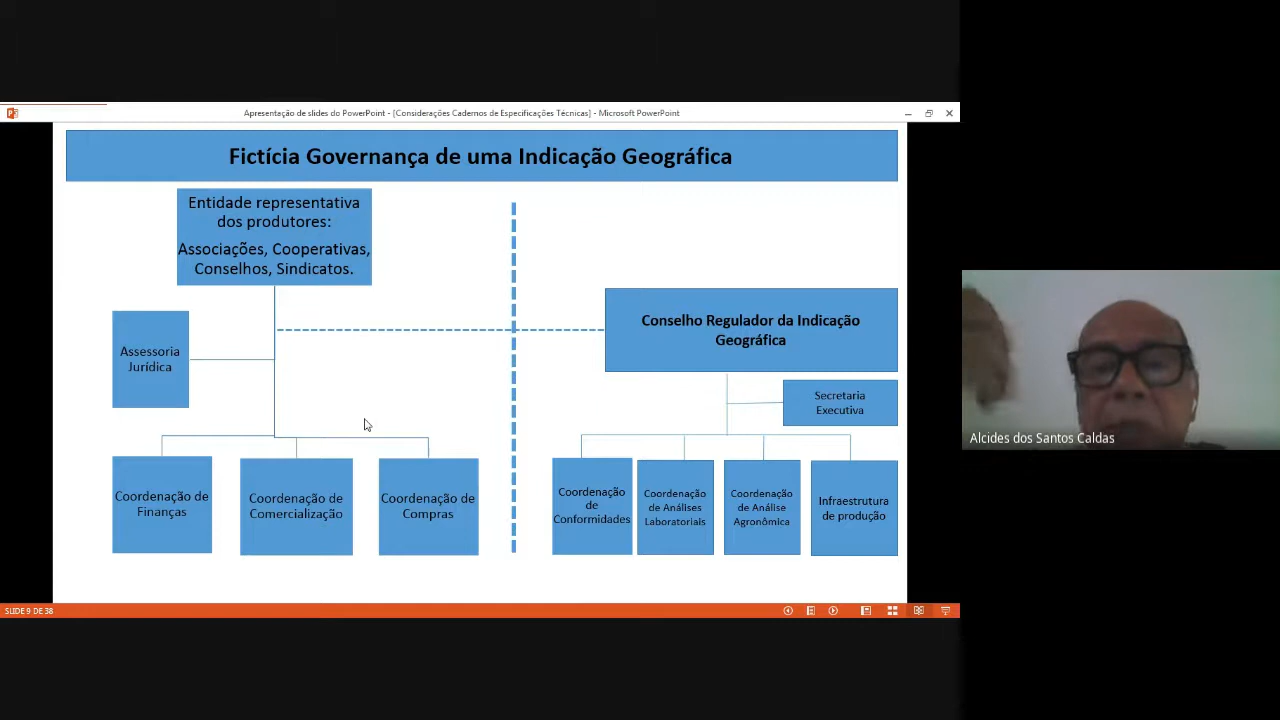 Apresentação de slides do PowerPoint - [Considerações Cadernos de Especificações Técnicas] - Microsoft PowerPoint
Fictícia Governança de uma Indicação Geográfica
Entidade representativa
dos produtores:
Associações, Cooperativas,
Conselhos, Sindicatos.
Assessoria
Jurídica
Coordenação de
Finanças
Coordenação de
Comercialização
Coordenação de
Compras
Conselho Regulador da Indicação
Geográfica
Secretaria
Executiva
Coordenação
de
Conformidades
Coordenação
de Análises
Laboratoriais
Coordenação
de Análise
Agronômica
Infraestrutura
de produção
Alcides dos Santos Caldas
SLIDE 9 DE 38